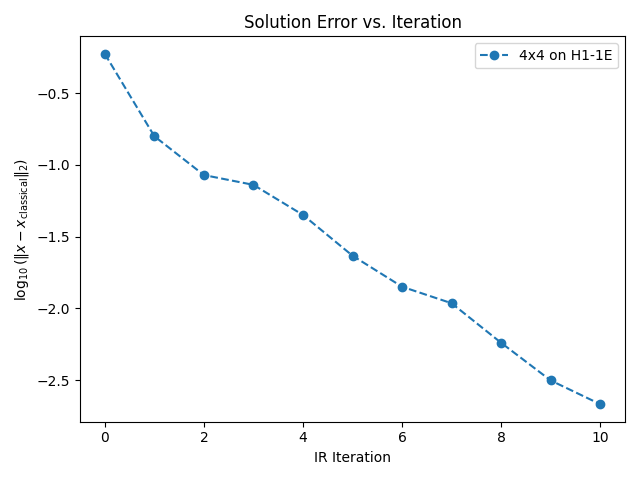 Solution Error vs. Iteration
4x4 on H1-1E
−0.5
−1.0
−1.5
−2.0
−2.5
log₁₀(‖x − x_classical‖₂)
0 2 4 6 8 10
IR Iteration